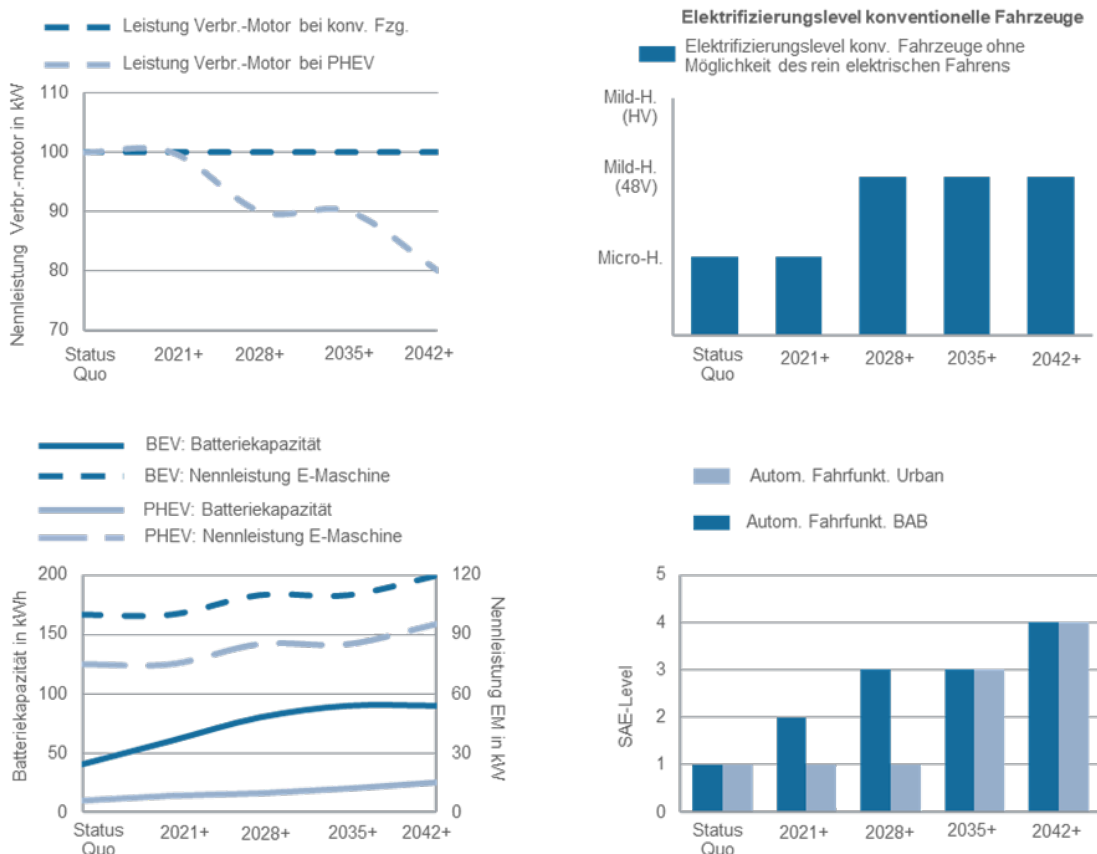 Leistung Verbr.-Motor bei konv. Fzg.
Leistung Verbr.-Motor bei PHEV
Nennleistung Verbr.-motor in kW
110
100
90
80
70
Status
Quo
2021+
2028+
2035+
2042+
Elektrifizierungslevel konventionelle Fahrzeuge
Elektrifizierungslevel konv. Fahrzeuge ohne
Möglichkeit des rein elektrischen Fahrens
Mild-H.
(HV)
Mild-H.
(48V)
Micro-H.
Status
Quo
2021+
2028+
2035+
2042+
BEV: Batteriekapazität
BEV: Nennleistung E-Maschine
PHEV: Batteriekapazität
PHEV: Nennleistung E-Maschine
Batteriekapazität in kWh
200
150
100
50
0
120
90
60
30
0
Nennleistung EM in kW
Status
Quo
2021+
2028+
2035+
2042+
Autom. Fahrfunkt. Urban
Autom. Fahrfunkt. BAB
SAE-Level
5
4
3
2
1
0
Status
Quo
2021+
2028+
2035+
2042+